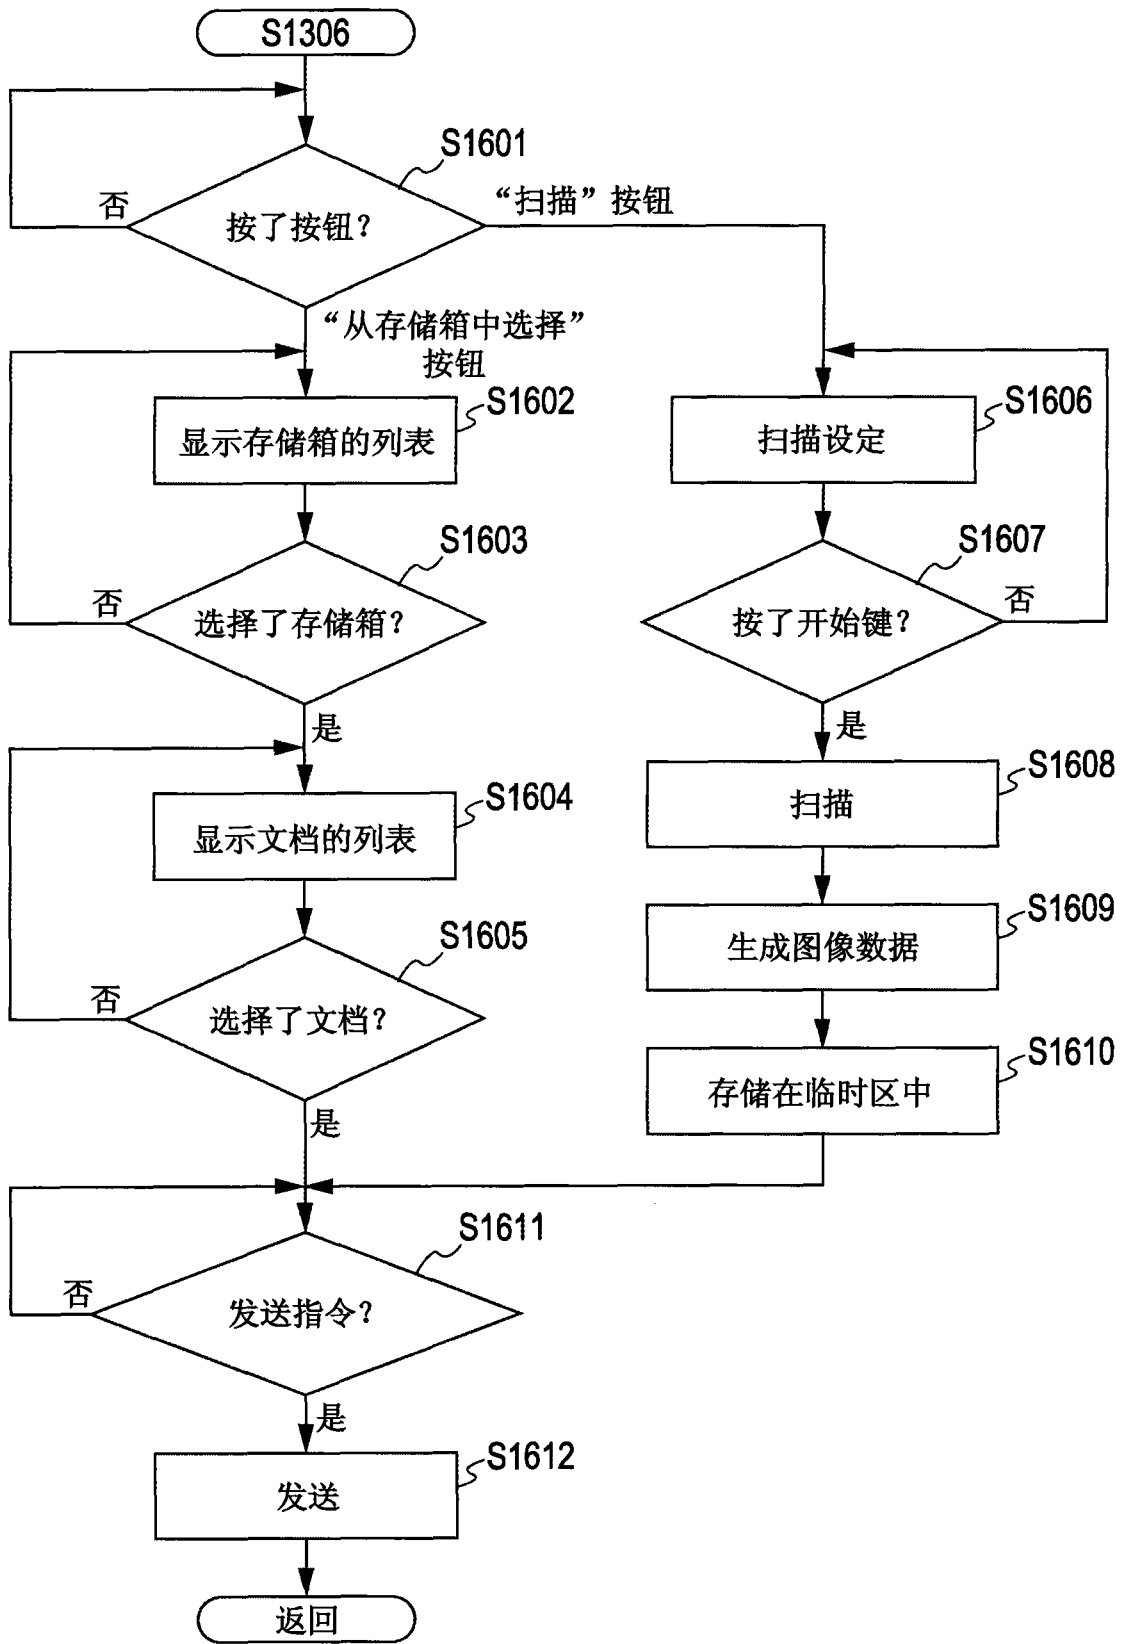 S1306
S1601
否
按了按钮？
“扫描”按钮
“从存储箱中选择”
按钮
S1602
显示存储箱的列表
S1606
扫描设定
S1603
否
选择了存储箱？
S1607
按了开始键？
否
是
是
S1604
显示文档的列表
S1608
扫描
S1605
否
选择了文档？
S1609
生成图像数据
S1610
存储在临时区中
是
S1611
否
发送指令？
是
S1612
发送
返回